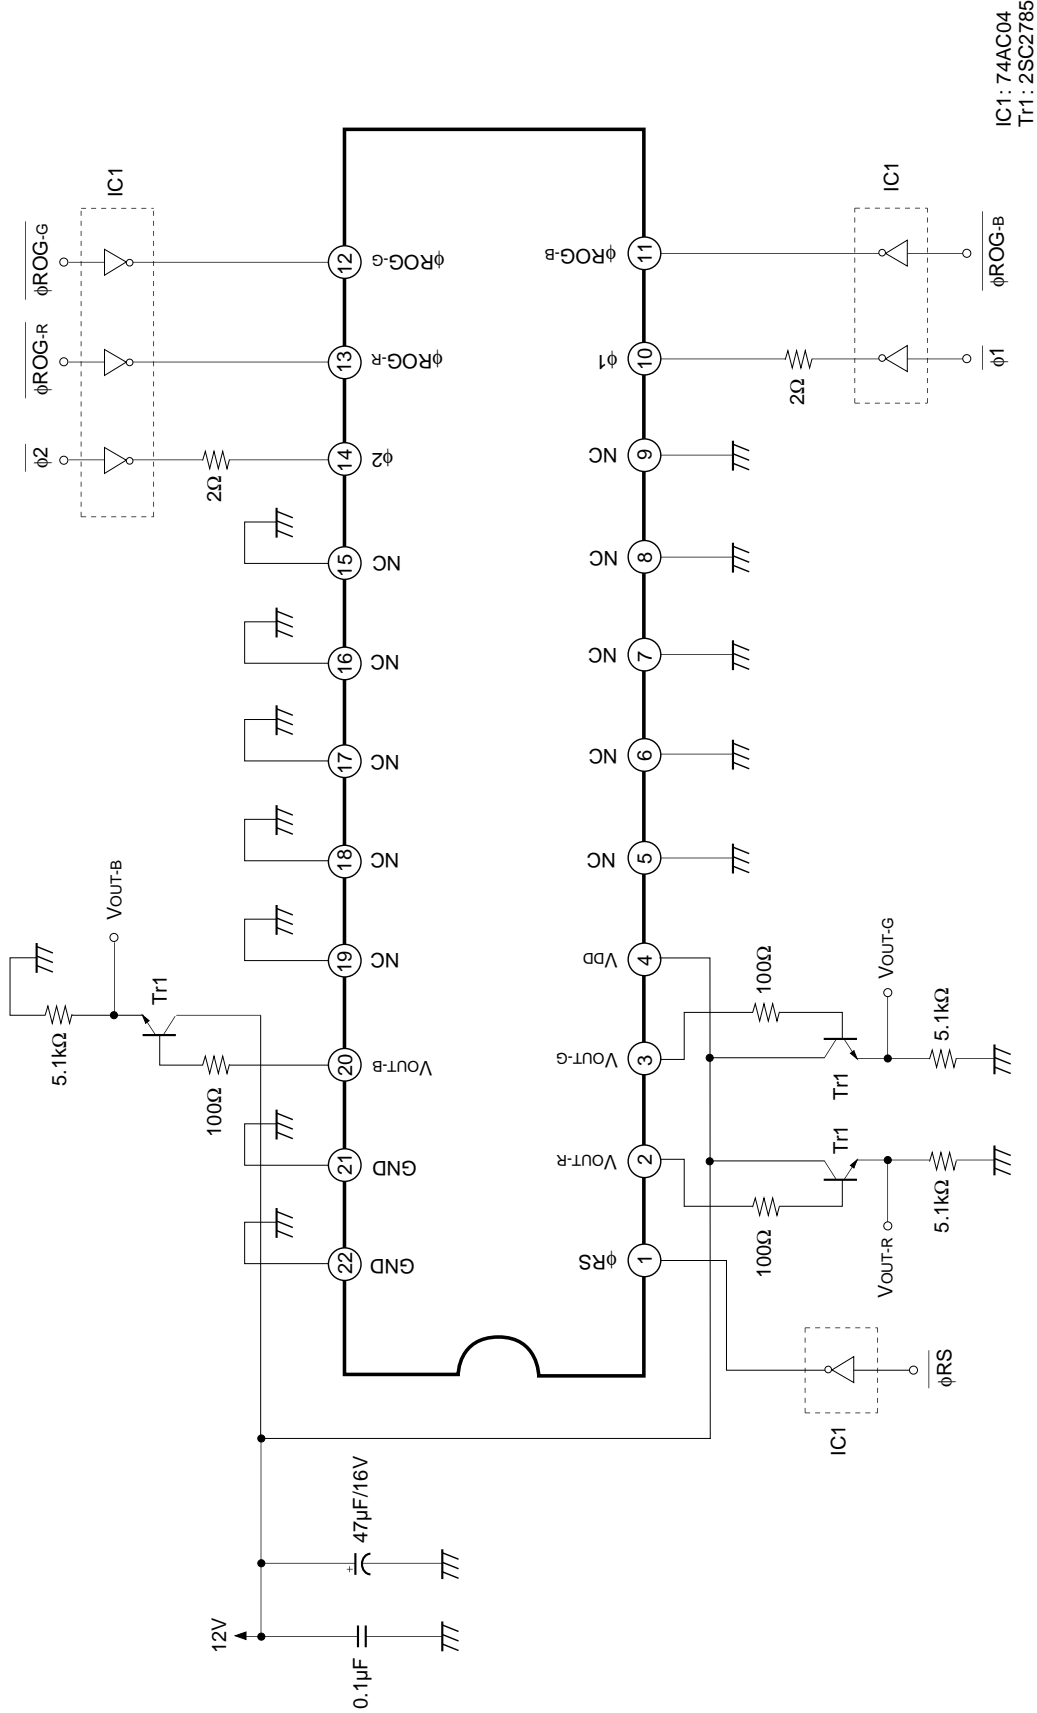 IC1: 74AC04
Tr1: 2SC2785
12V
0.1µF
47µF/16V
5.1kΩ
VOUT-B
Tr1
100Ω
φ2
φROG-R
φROG-G
IC1
2Ω
22
21
20
19
18
17
16
15
14
13
12
GND
GND
VOUT-B
NC
NC
NC
NC
NC
φ2
φROG-R
φROG-G
φRS
VOUT-R
VOUT-G
VDD
NC
NC
NC
NC
NC
φ1
φROG-B
1
2
3
4
5
6
7
8
9
10
11
100Ω
100Ω
2Ω
Tr1
Tr1
IC1
φRS
VOUT-R
VOUT-G
5.1kΩ
5.1kΩ
IC1
φ1
φROG-B